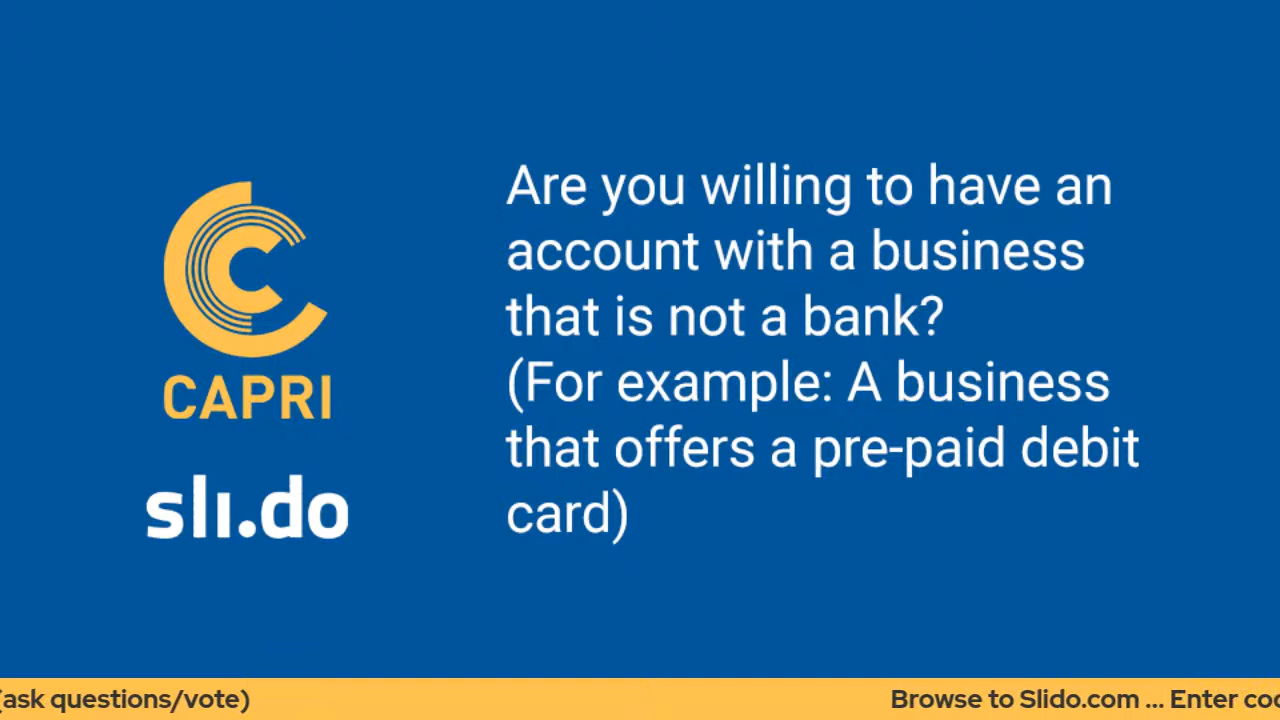 CAPRI
slı.do
Are you willing to have an
account with a business
that is not a bank?
(For example: A business
that offers a pre-paid debit
card)
(ask questions/vote)
Browse to Slido.com ... Enter